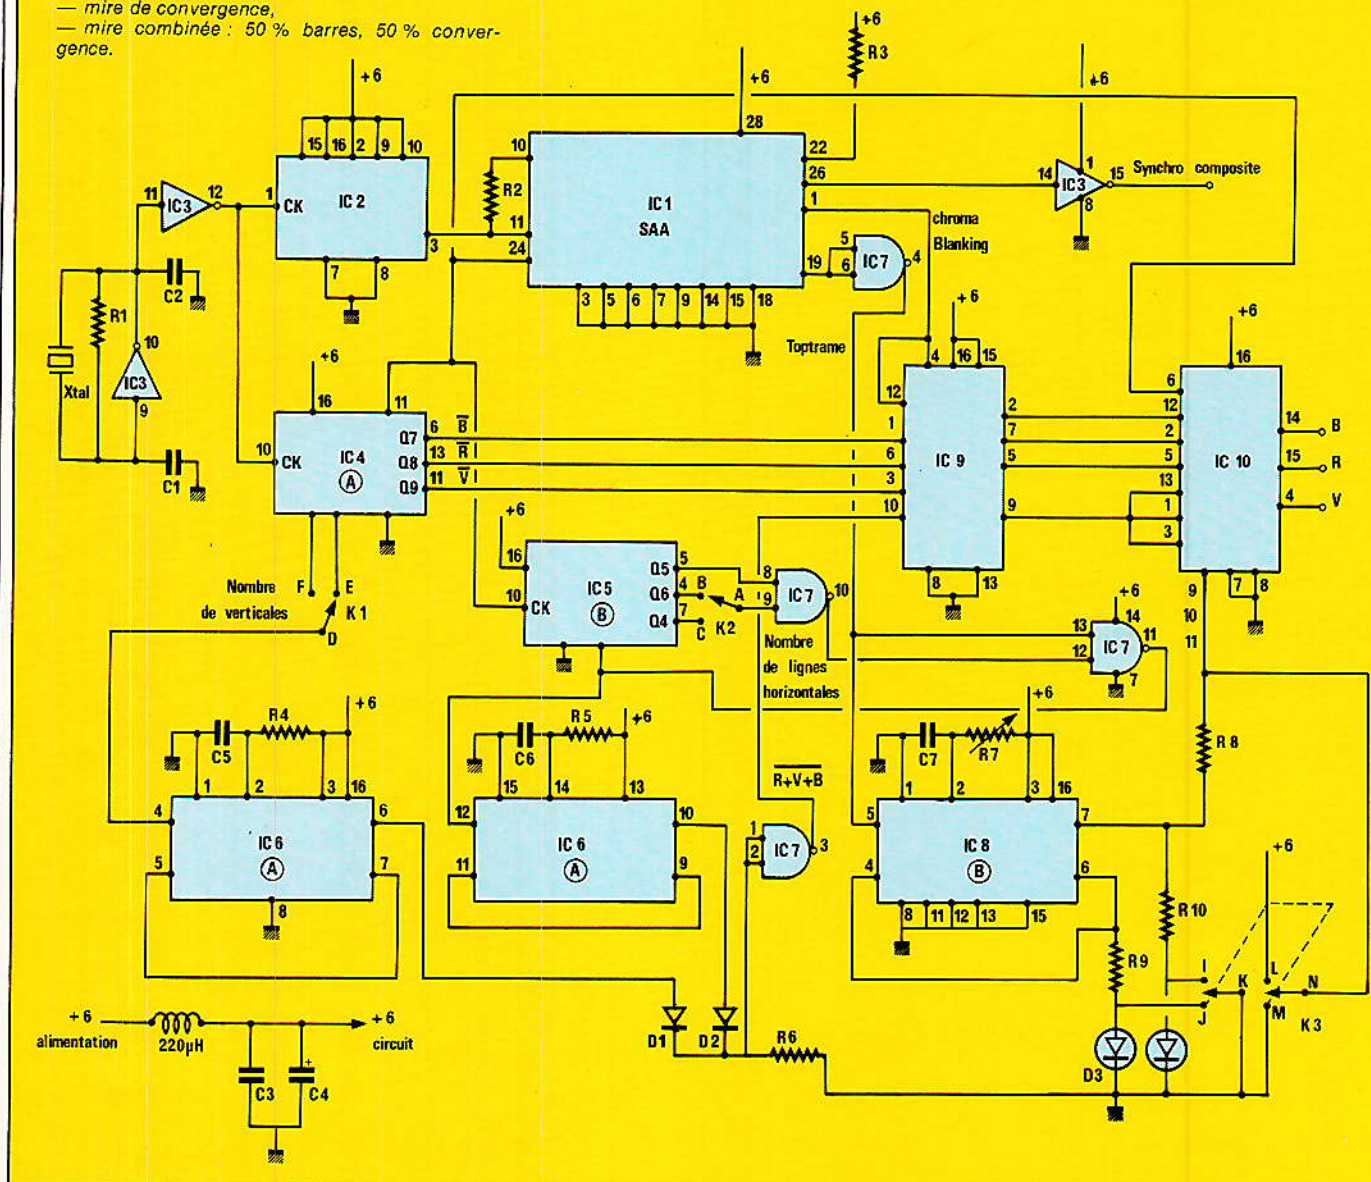 — mire de convergence,
— mire combinée : 50 % barres, 50 % conver-
gence.
+6
R3
+6
+6
+6
15 16 2 9 10
28
10
22
26
1
14
1
15
Synchro composite
IC3
8
11
12
IC3
1
CK
IC 2
3
R2
11
24
IC1
SAA
chroma
Blanking
19
5
6
IC7
4
7
8
C2
R1
10
IC3
9
Xtal
C1
3 5 6 7 9 14 15 18
Toptrame
+6
+6
4
16
15
16
+6
16
11
12
2
6
12
1
7
2
14
B
10
CK
IC 4
A
Q7
6
B
Q8
13
R
Q9
11
V
6
IC 9
5
5
IC 10
15
R
3
13
10
9
1
4
V
3
+6
16
Q5
5
8
IC7
10
8
13
9
7
8
10
11
Nombre
de verticales
F
E
K1
D
10
CK
IC5
B
Q6
4
B
A
9
Q4
7
C
K2
Nombre
de lignes
horizontales
+6
13
14
11
12
IC 7
7
R4
+6
R5
+6
+6
C5
C6
C7
R7
R 8
1 2 3 16
15 14 13
R+V+B
1 2 3 16
4
6
12
10
1
5
7
IC 6
A
IC 6
A
2
IC7
3
IC 8
B
5
7
11
9
4
6
8
8 11 12 13 15
+6
R10
R9
I
L
K
N
J
M
K3
+6
+6
alimentation
220µH
circuit
D1
D2
R6
D3
C3
+
C4